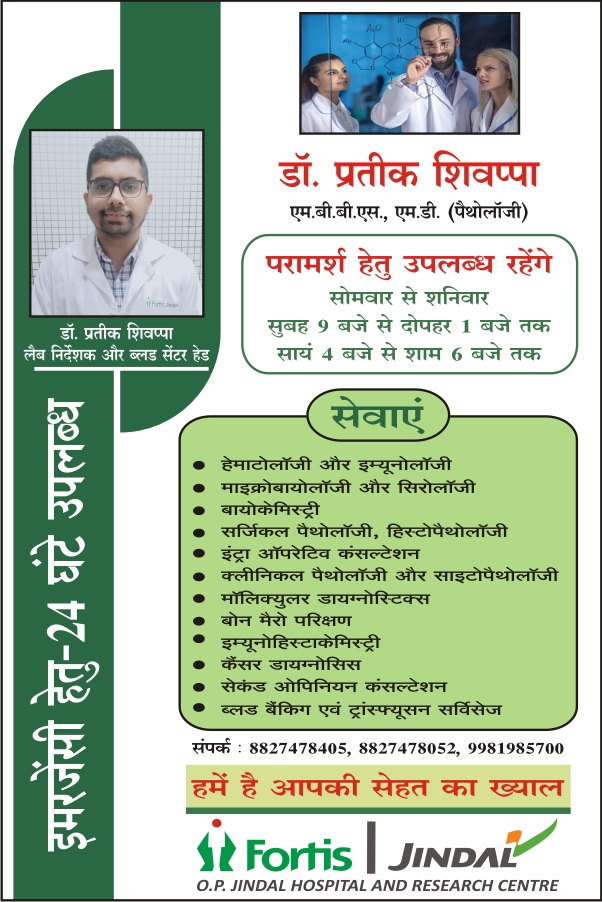 डॉ. प्रतीक शिवप्पा
एम.बी.बी.एस., एम.डी. (पैथोलॉजी)
परामर्श हेतु उपलब्ध रहेंगे
सोमवार से शनिवार
सुबह 9 बजे से दोपहर 1 बजे तक
सायं 4 बजे से शाम 6 बजे तक
Fortis
डॉ. प्रतीक शिवप्पा
लैब निर्देशक और ब्लड सेंटर हेड
इमरजेंसी हेतु-24 घंटे उपलब्ध
सेवाएं
• हेमाटोलॉजी और इम्यूनोलॉजी
• माइक्रोबायोलॉजी और सिरोलॉजी
• बायोकेमिस्ट्री
• सर्जिकल पैथोलॉजी, हिस्टोपैथोलॉजी
• इंट्रा ऑपरेटिव कंसल्टेशन
• क्लीनिकल पैथोलॉजी और साइटोपैथोलॉजी
• मॉलिक्युलर डायग्नोस्टिक्स
• बोन मैरो परिक्षण
• इम्यूनोहिस्टाकेमिस्ट्री
• कैंसर डायग्नोसिस
• सेकंड ओपिनियन कंसल्टेशन
• ब्लड बैंकिग एवं ट्रांस्फ्यूसन सर्विसेज
संपर्क : 8827478405, 8827478052, 9981985700
हमें है आपकी सेहत का ख्याल
Fortis | JINDAL
O.P. JINDAL HOSPITAL AND RESEARCH CENTRE